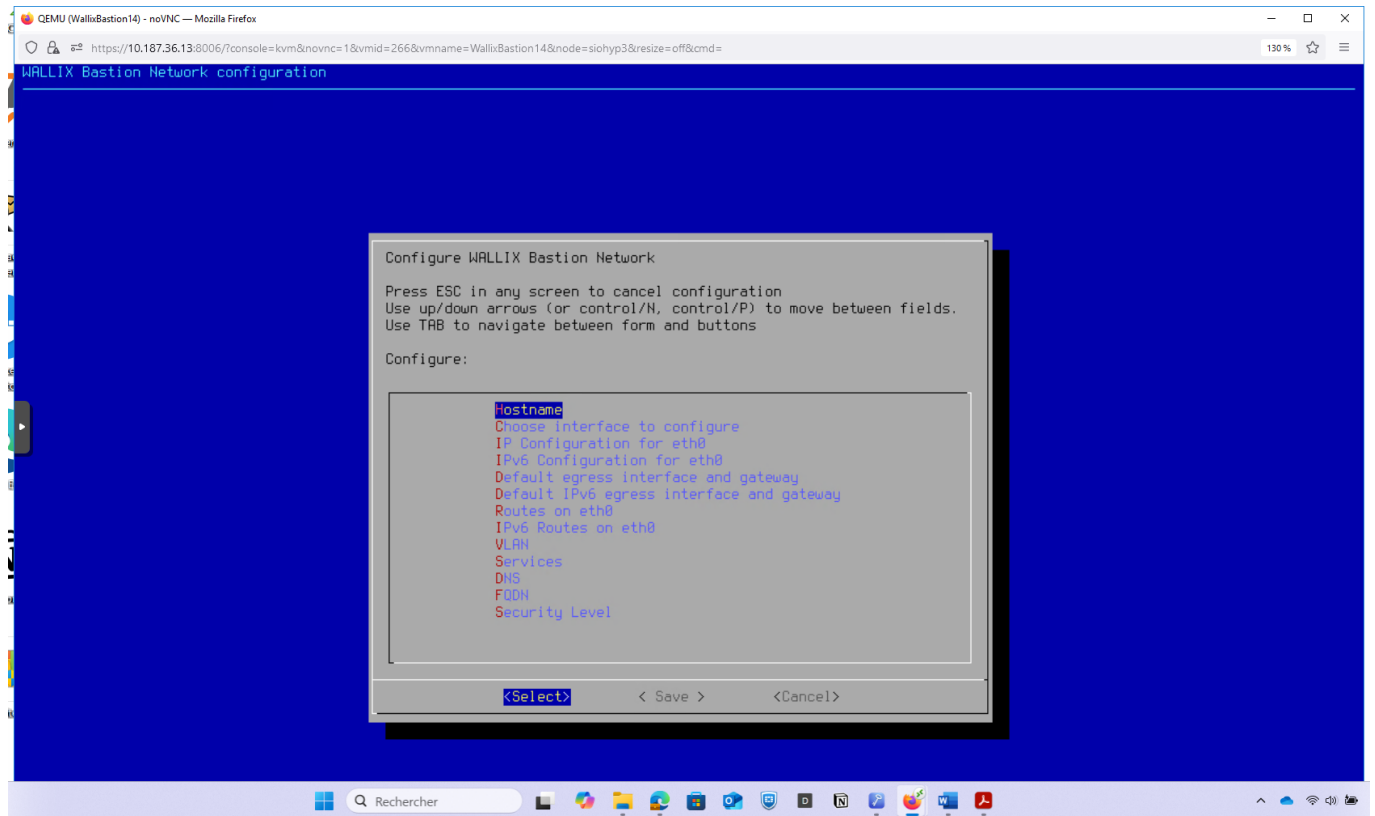 QEMU (WallixBastion14) - noVNC — Mozilla Firefox
https://10.187.36.13:8006/?console=kvm&novnc=1&vmid=266&vmname=WallixBastion14&node=siohyp3&resize=off&cmd=
130 %
WALLIX Bastion Network configuration
Configure WALLIX Bastion Network
Press ESC in any screen to cancel configuration
Use up/down arrows (or control/N, control/P) to move between fields.
Use TAB to navigate between form and buttons
Configure:
Hostname
Choose interface to configure
IP Configuration for eth0
IPv6 Configuration for eth0
Default egress interface and gateway
Default IPv6 egress interface and gateway
Routes on eth0
IPv6 Routes on eth0
VLAN
Services
DNS
FQDN
Security Level
<Select> < Save > <Cancel>
Rechercher